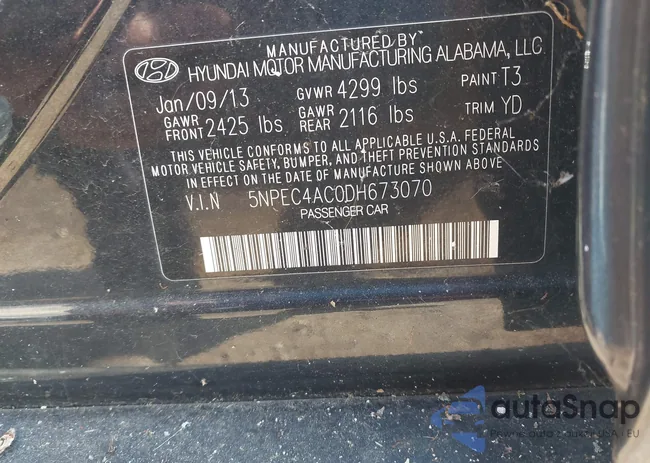 MANUFACTURED BY
HYUNDAI MOTOR MANUFACTURING ALABAMA, LLC
Jan/09/13 GVWR 4299 lbs PAINT T3
GAWR FRONT 2425 lbs GAWR REAR 2116 lbs TRIM YD
THIS VEHICLE CONFORMS TO ALL APPLICABLE U.S.A. FEDERAL
MOTOR VEHICLE SAFETY, BUMPER, AND THEFT PREVENTION STANDARDS
IN EFFECT ON THE DATE OF MANUFACTURE SHOWN ABOVE
V.I.N 5NPEC4AC0DH673070
PASSENGER CAR
autoSnap